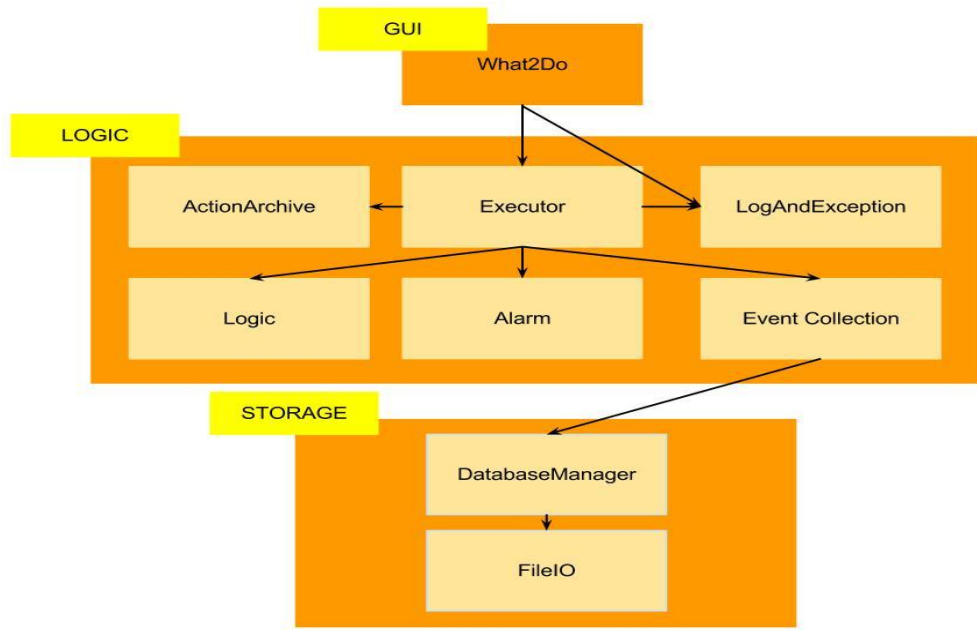 GUI
What2Do
LOGIC
ActionArchive
Executor
LogAndException
Logic
Alarm
Event Collection
STORAGE
DatabaseManager
FileIO